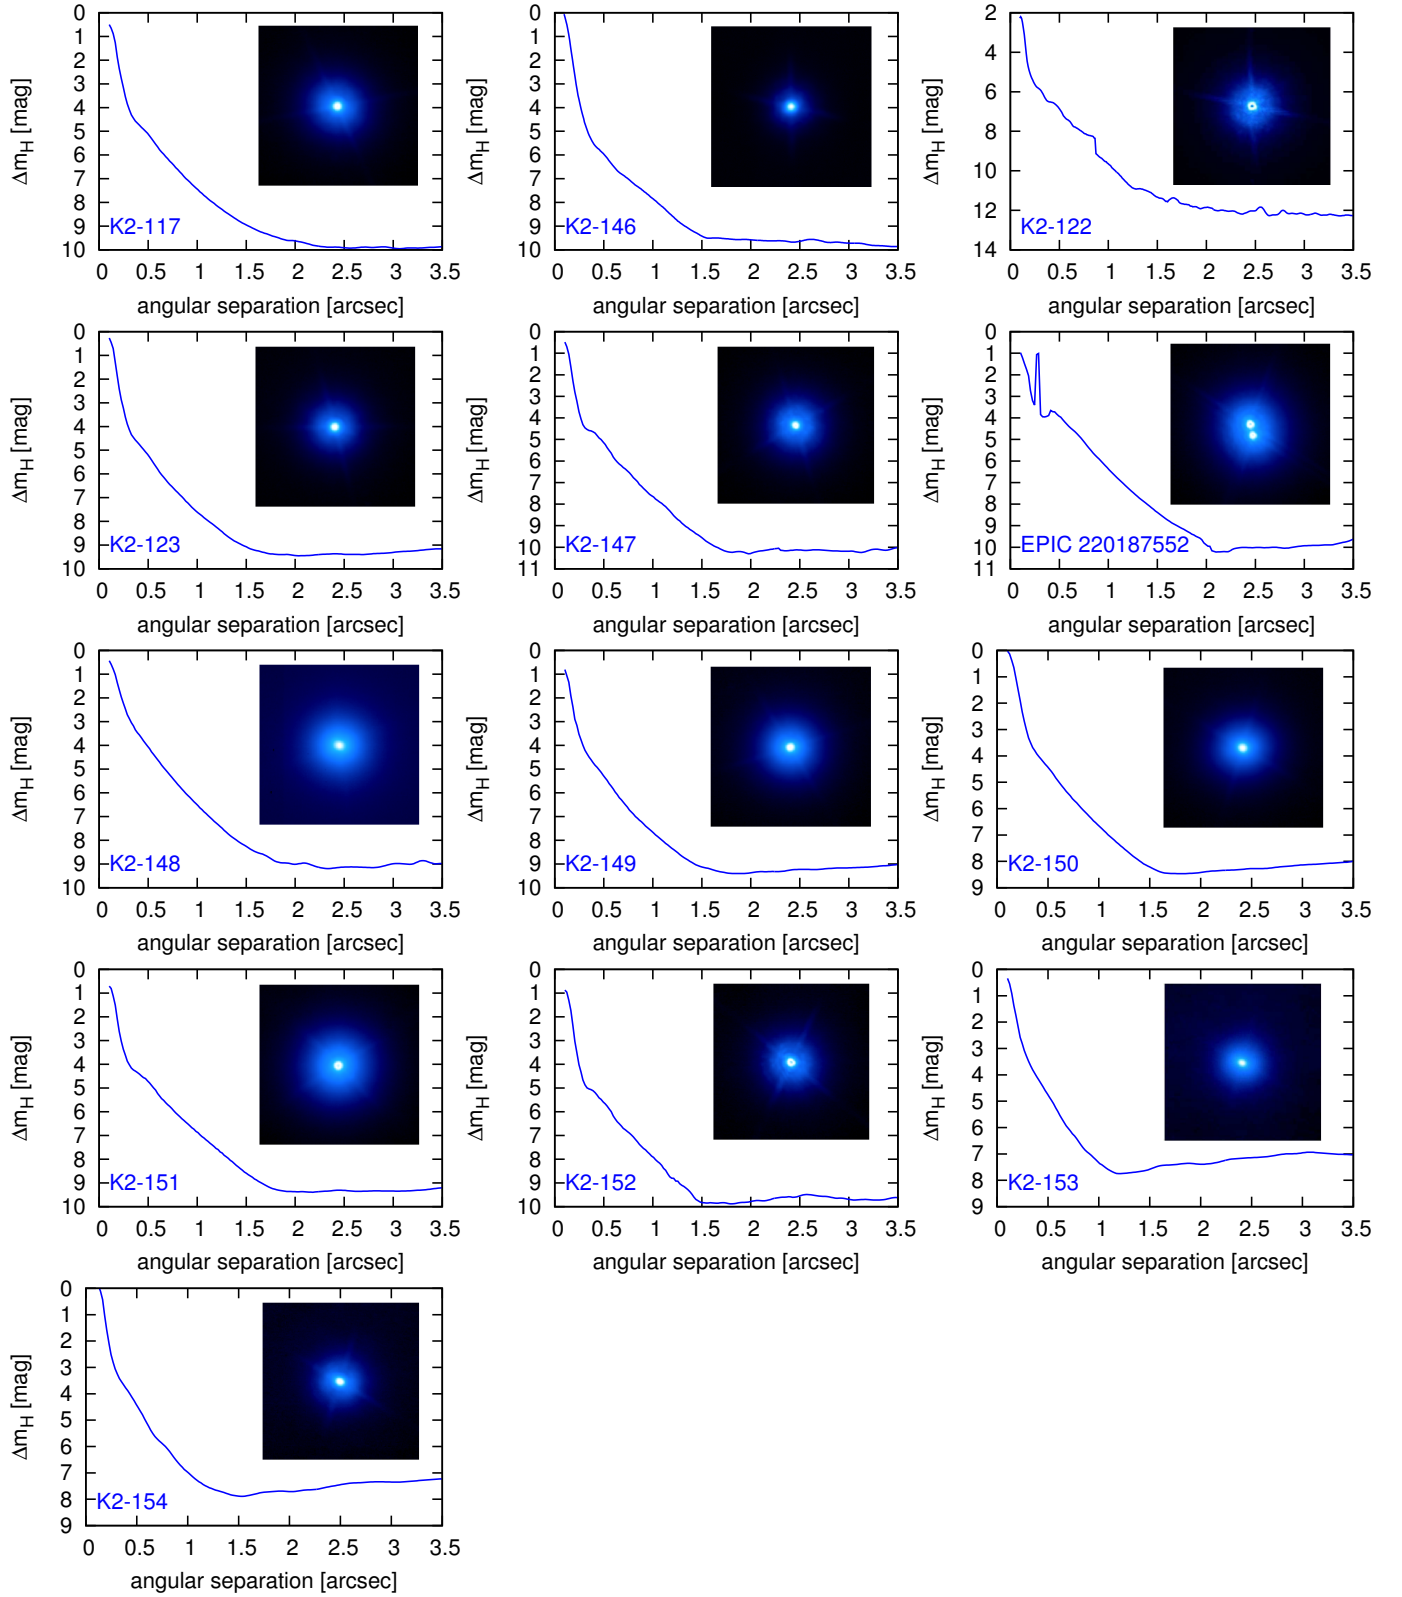 0
1
2
3
4
5
6
7
8
9
10
Δm_H [mag]
K2-117
0 0.5 1 1.5 2 2.5 3 3.5
angular separation [arcsec]
0
1
2
3
4
5
6
7
8
9
10
Δm_H [mag]
K2-146
0 0.5 1 1.5 2 2.5 3 3.5
angular separation [arcsec]
2
4
6
8
10
12
14
Δm_H [mag]
K2-122
0 0.5 1 1.5 2 2.5 3 3.5
angular separation [arcsec]
0
1
2
3
4
5
6
7
8
9
10
Δm_H [mag]
K2-123
0 0.5 1 1.5 2 2.5 3 3.5
angular separation [arcsec]
0
1
2
3
4
5
6
7
8
9
10
11
Δm_H [mag]
K2-147
0 0.5 1 1.5 2 2.5 3 3.5
angular separation [arcsec]
0
1
2
3
4
5
6
7
8
9
10
11
Δm_H [mag]
EPIC 220187552
0 0.5 1 1.5 2 2.5 3 3.5
angular separation [arcsec]
0
1
2
3
4
5
6
7
8
9
10
Δm_H [mag]
K2-148
0 0.5 1 1.5 2 2.5 3 3.5
angular separation [arcsec]
0
1
2
3
4
5
6
7
8
9
10
Δm_H [mag]
K2-149
0 0.5 1 1.5 2 2.5 3 3.5
angular separation [arcsec]
0
1
2
3
4
5
6
7
8
9
Δm_H [mag]
K2-150
0 0.5 1 1.5 2 2.5 3 3.5
angular separation [arcsec]
0
1
2
3
4
5
6
7
8
9
10
Δm_H [mag]
K2-151
0 0.5 1 1.5 2 2.5 3 3.5
angular separation [arcsec]
0
1
2
3
4
5
6
7
8
9
10
Δm_H [mag]
K2-152
0 0.5 1 1.5 2 2.5 3 3.5
angular separation [arcsec]
0
1
2
3
4
5
6
7
8
9
Δm_H [mag]
K2-153
0 0.5 1 1.5 2 2.5 3 3.5
angular separation [arcsec]
0
1
2
3
4
5
6
7
8
9
Δm_H [mag]
K2-154
0 0.5 1 1.5 2 2.5 3 3.5
angular separation [arcsec]